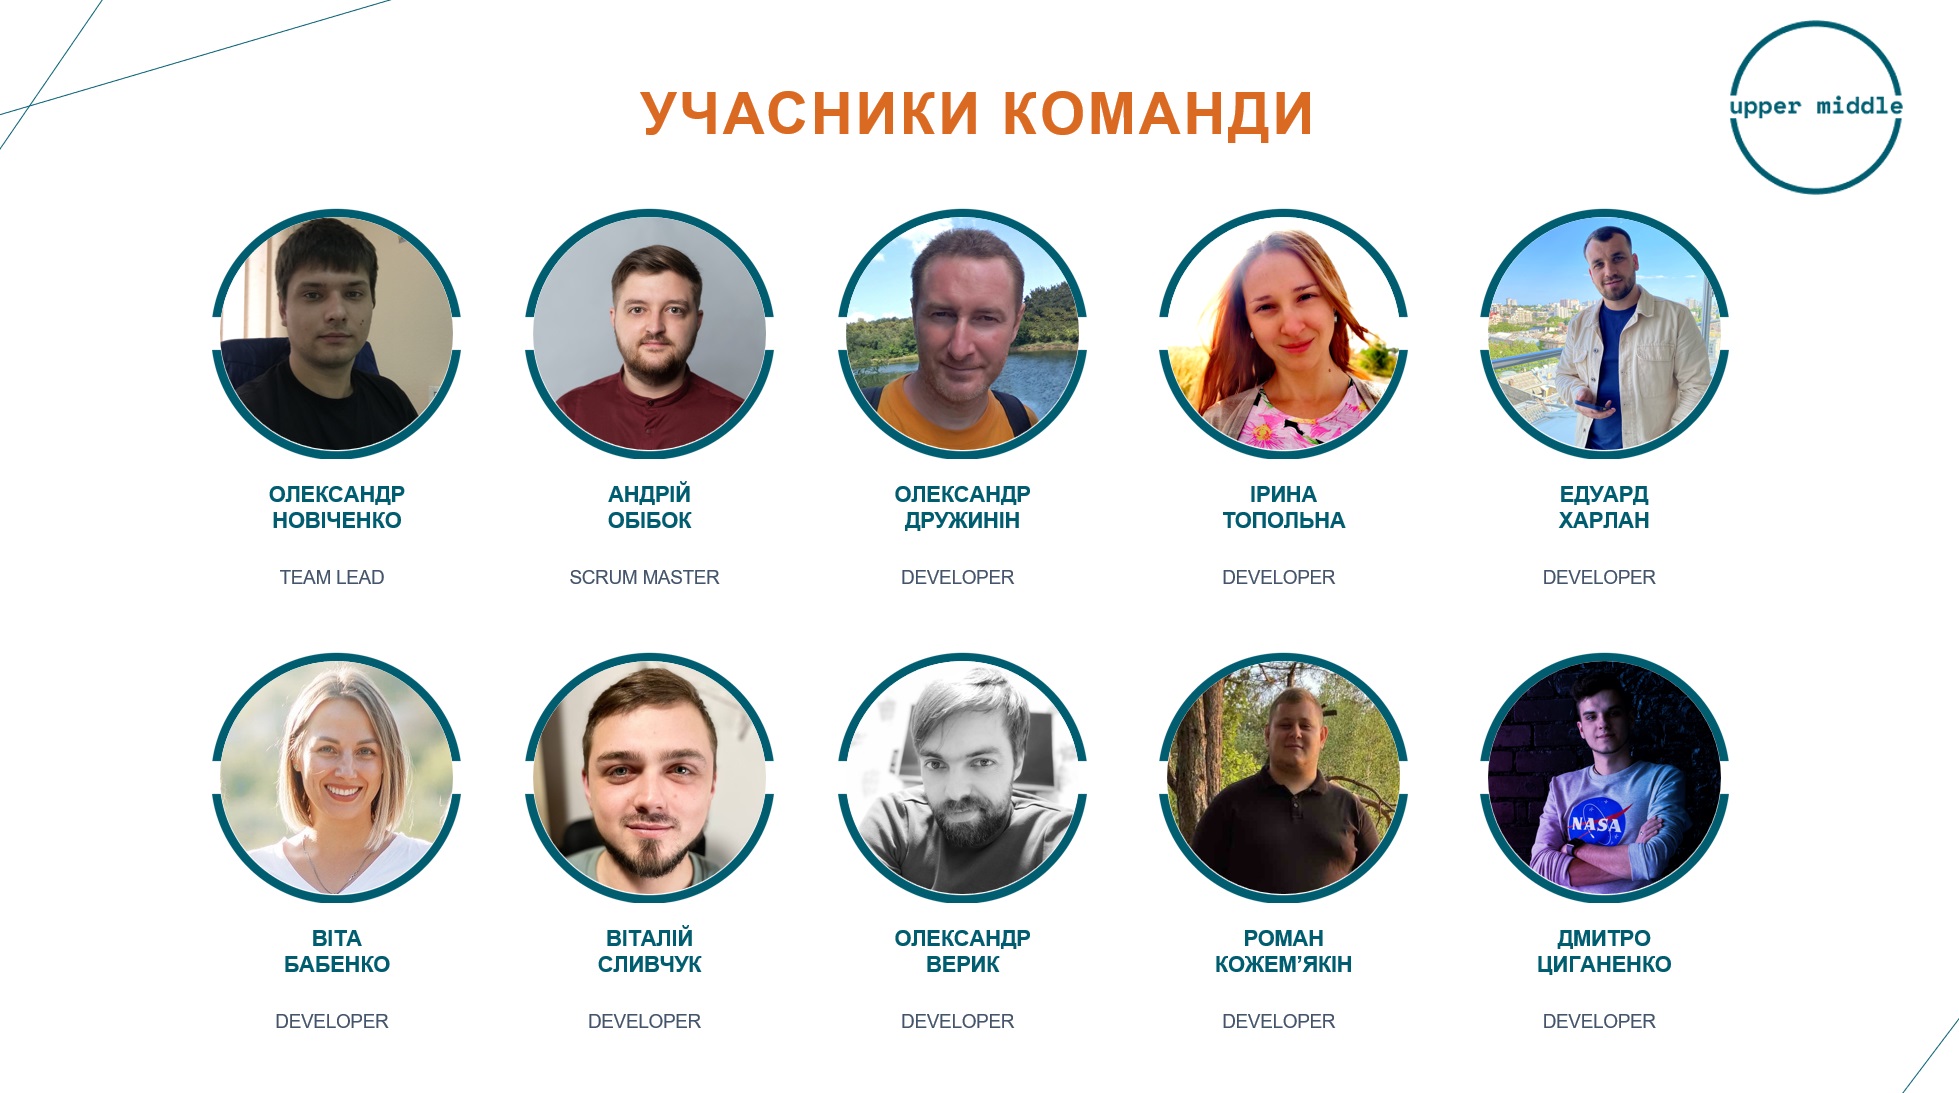 УЧАСНИКИ КОМАНДИ
upper middle
ОЛЕКСАНДР
НОВІЧЕНКО
TEAM LEAD
АНДРІЙ
ОБІБОК
SCRUM MASTER
ОЛЕКСАНДР
ДРУЖИНІН
DEVELOPER
ІРИНА
ТОПОЛЬНА
DEVELOPER
ЕДУАРД
ХАРЛАН
DEVELOPER
ВІТА
БАБЕНКО
DEVELOPER
ВІТАЛІЙ
СЛИВЧУК
DEVELOPER
ОЛЕКСАНДР
ВЕРИК
DEVELOPER
РОМАН
КОЖЕМ’ЯКІН
DEVELOPER
NASA
ДМИТРО
ЦИГАНЕНКО
DEVELOPER